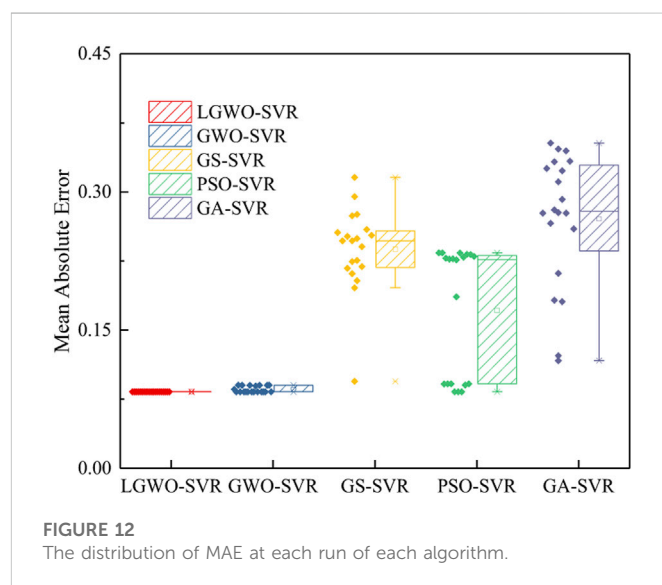 0.45
0.30
0.15
0.00
Mean Absolute Error
LGWO-SVR
GWO-SVR
GS-SVR
PSO-SVR
GA-SVR
LGWO-SVR GWO-SVR GS-SVR PSO-SVR GA-SVR
FIGURE 12
The distribution of MAE at each run of each algorithm.